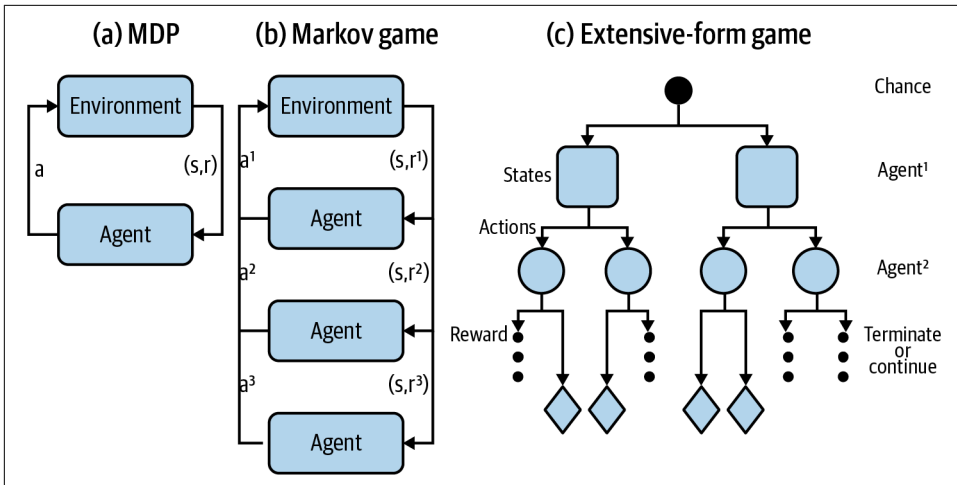 (a) MDP
Environment
a
(s,r)
Agent
(b) Markov game
Environment
a¹
(s,r¹)
Agent
a²
(s,r²)
Agent
a³
(s,r³)
Agent
(c) Extensive-form game
Chance
States
Agent¹
Actions
Agent²
Reward
Terminate
or
continue